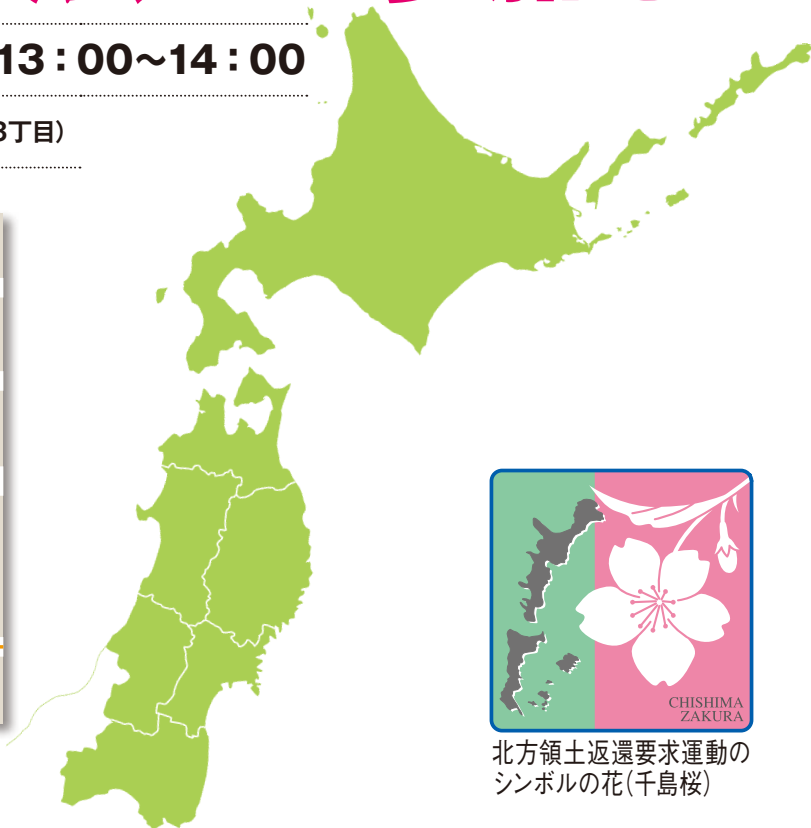 13：00～14：00
3丁目）
CHISHIMA
ZAKURA
北方領土返還要求運動の
シンボルの花（千島桜）